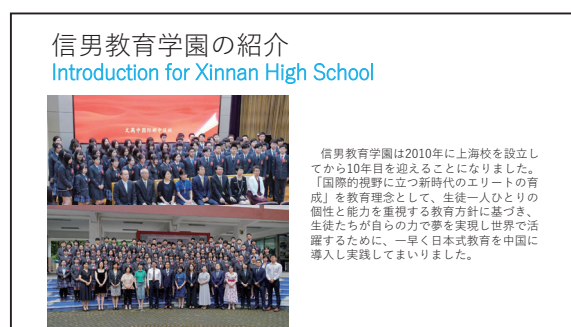 信男教育学園の紹介
Introduction for Xinnan High School
信男教育学園は2010年に上海校を設立し
てから10年目を迎えることになりました。
「国際的視野に立つ新時代のエリートの育
成」を教育理念として、生徒一人ひとりの
個性と能力を重視する教育方針に基づき、
生徒たちが自らの力で夢を実現し世界で活
躍するために、一早く日本式教育を中国に
導入し実践してまいりました。